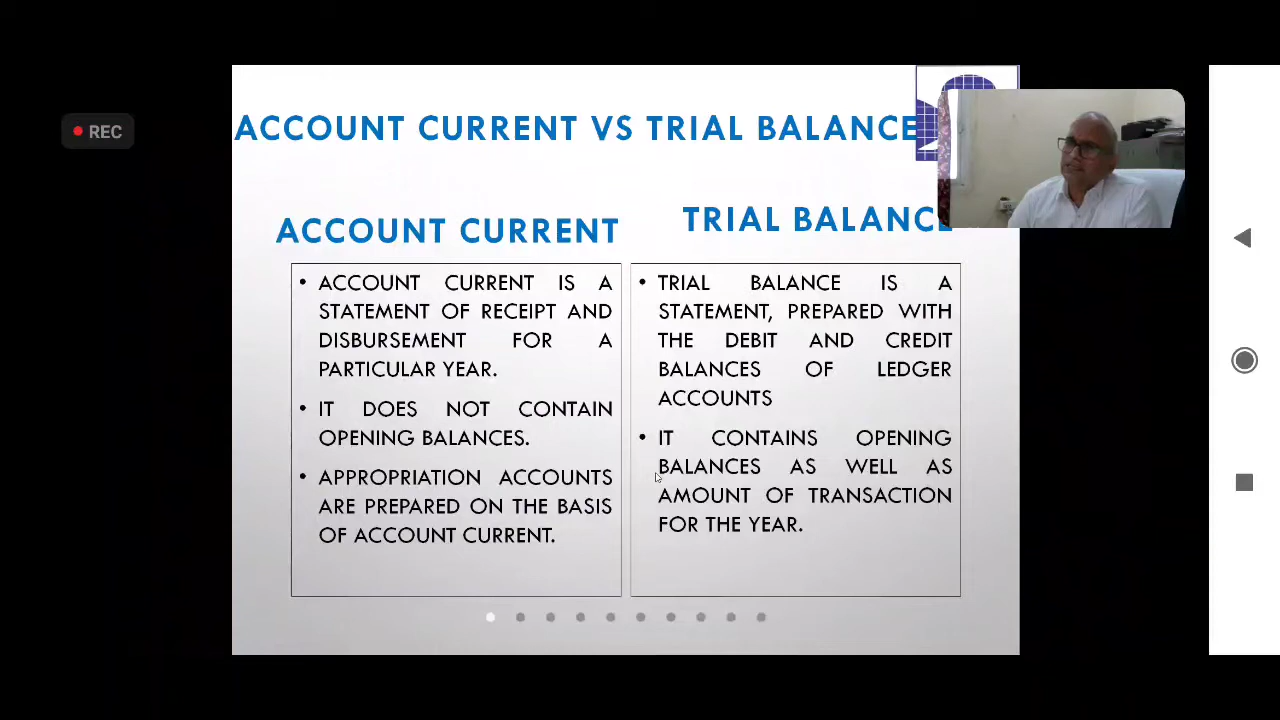 REC
ACCOUNT CURRENT VS TRIAL BALANCE
ACCOUNT CURRENT
• ACCOUNT CURRENT IS A
STATEMENT OF RECEIPT AND
DISBURSEMENT FOR A
PARTICULAR YEAR.
• IT DOES NOT CONTAIN
OPENING BALANCES.
• APPROPRIATION ACCOUNTS
ARE PREPARED ON THE BASIS
OF ACCOUNT CURRENT.
TRIAL BALANCE
• TRIAL BALANCE IS A
STATEMENT, PREPARED WITH
THE DEBIT AND CREDIT
BALANCES OF LEDGER
ACCOUNTS
• IT CONTAINS OPENING
BALANCES AS WELL AS
AMOUNT OF TRANSACTION
FOR THE YEAR.